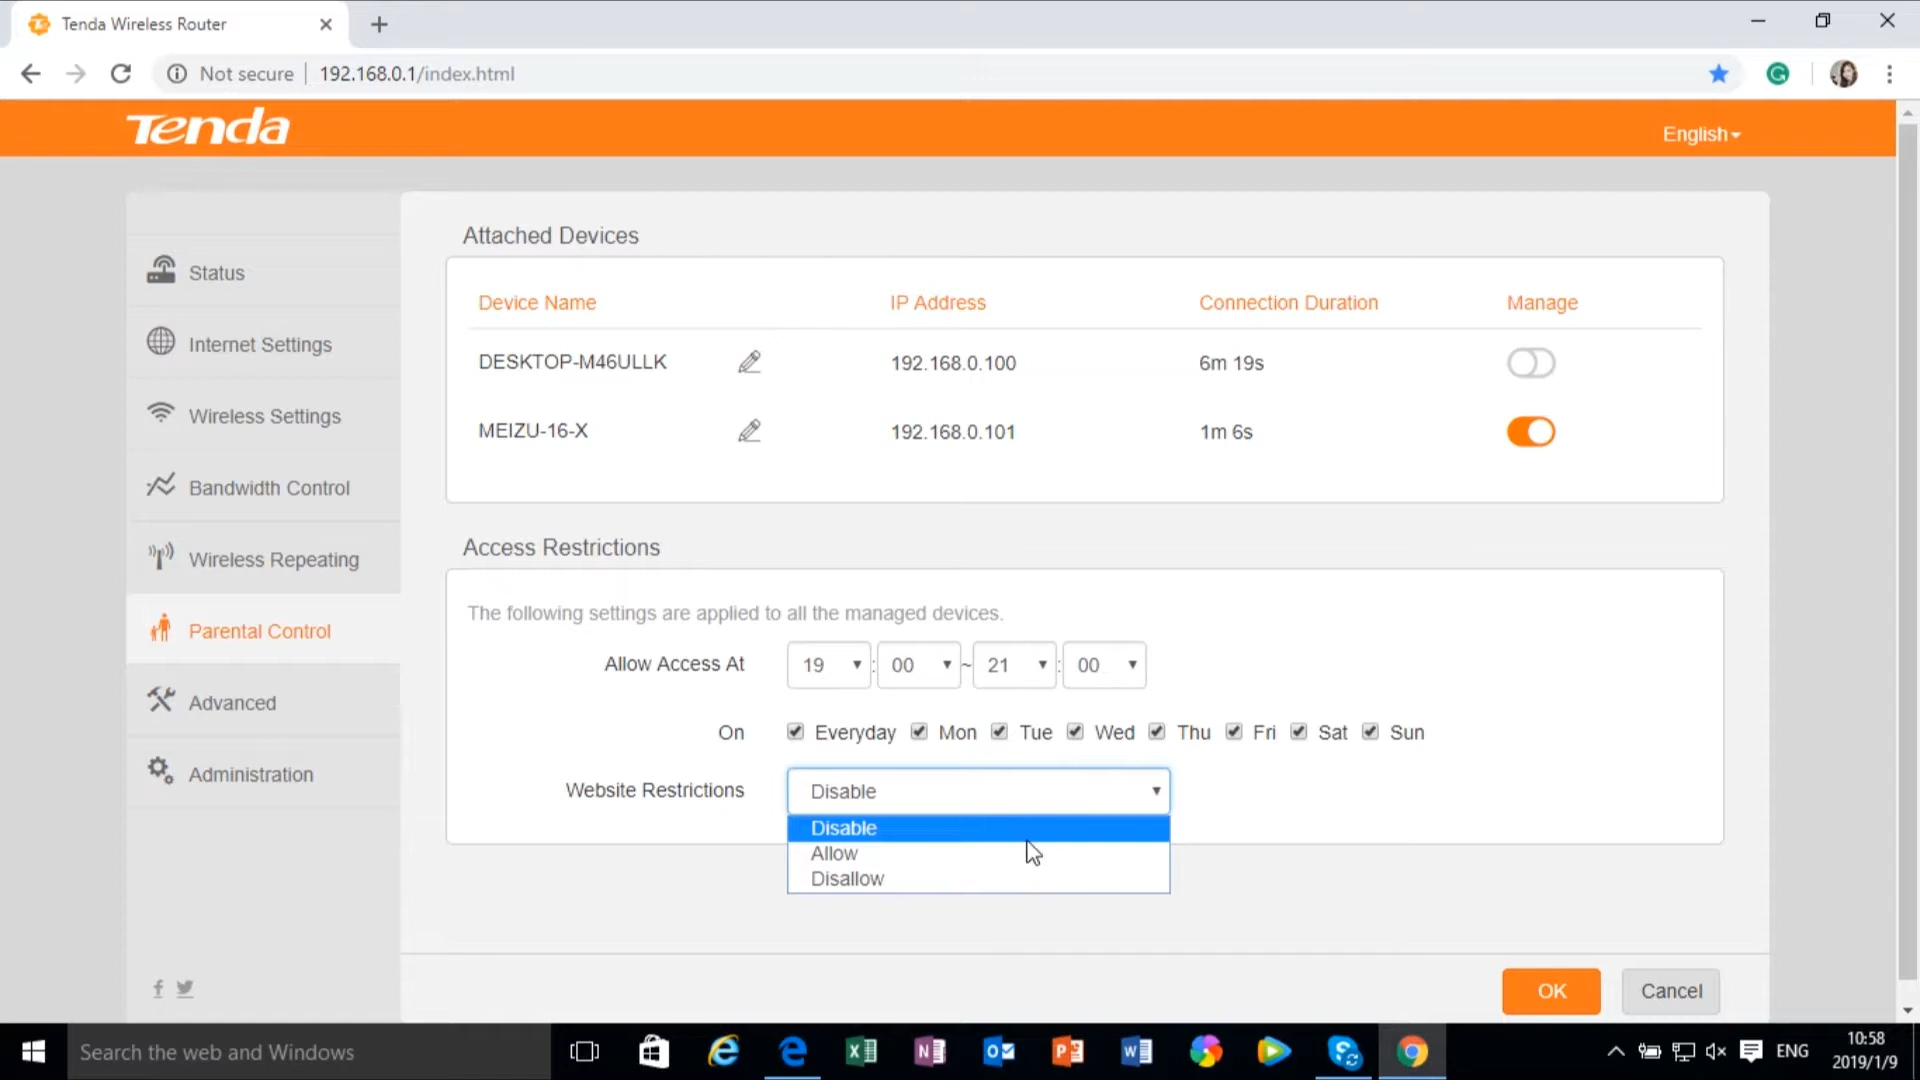 Tenda Wireless Router
Not secure
192.168.0.1/index.html
Tenda
English
Status
Internet Settings
Wireless Settings
Bandwidth Control
Wireless Repeating
Parental Control
Advanced
Administration
Attached Devices
Device Name IP Address Connection Duration Manage
DESKTOP-M46ULLK 192.168.0.100 6m 19s
MEIZU-16-X 192.168.0.101 1m 6s
Access Restrictions
The following settings are applied to all the managed devices.
Allow Access At 19 : 00 ~ 21 : 00
On Everyday Mon Tue Wed Thu Fri Sat Sun
Website Restrictions Disable
Disable
Allow
Disallow
OK Cancel
Search the web and Windows
ENG
10:58
2019/1/9